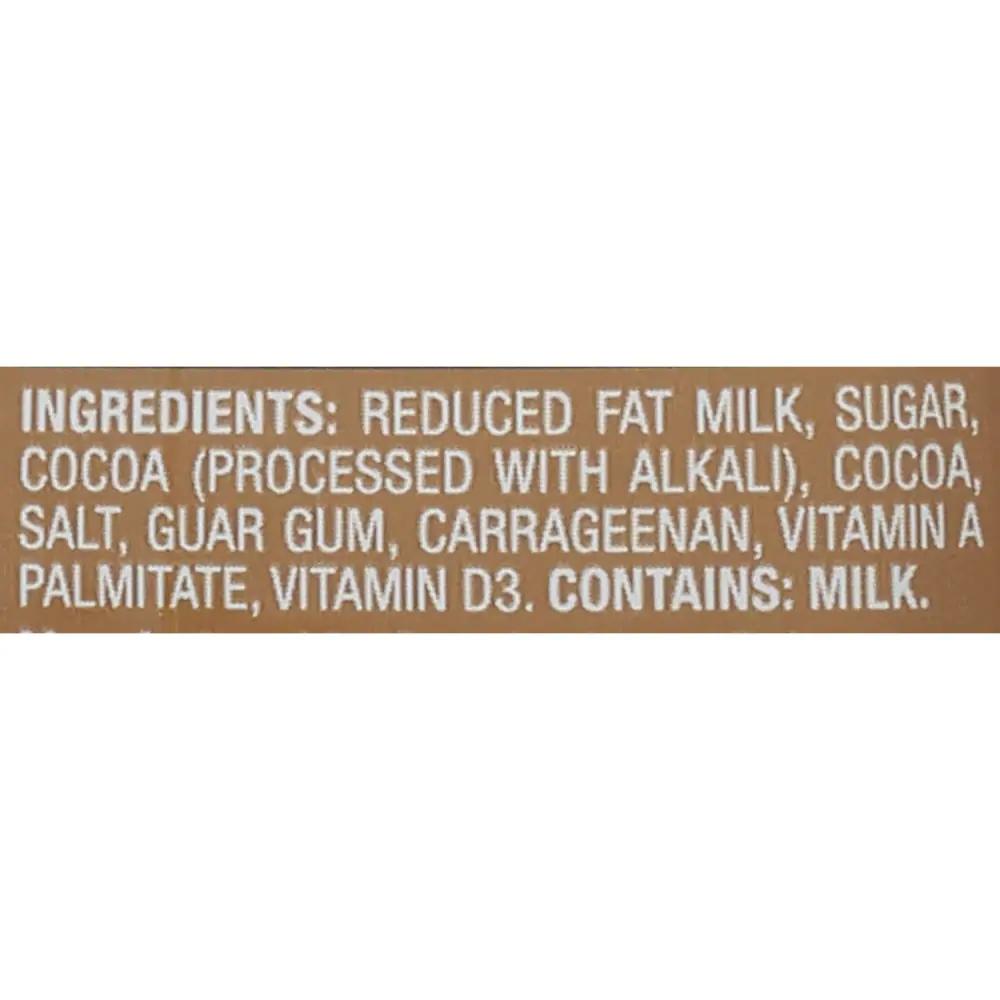 INGREDIENTS: REDUCED FAT MILK, SUGAR,
COCOA (PROCESSED WITH ALKALI), COCOA,
SALT, GUAR GUM, CARRAGEENAN, VITAMIN A
PALMITATE, VITAMIN D3. CONTAINS: MILK.